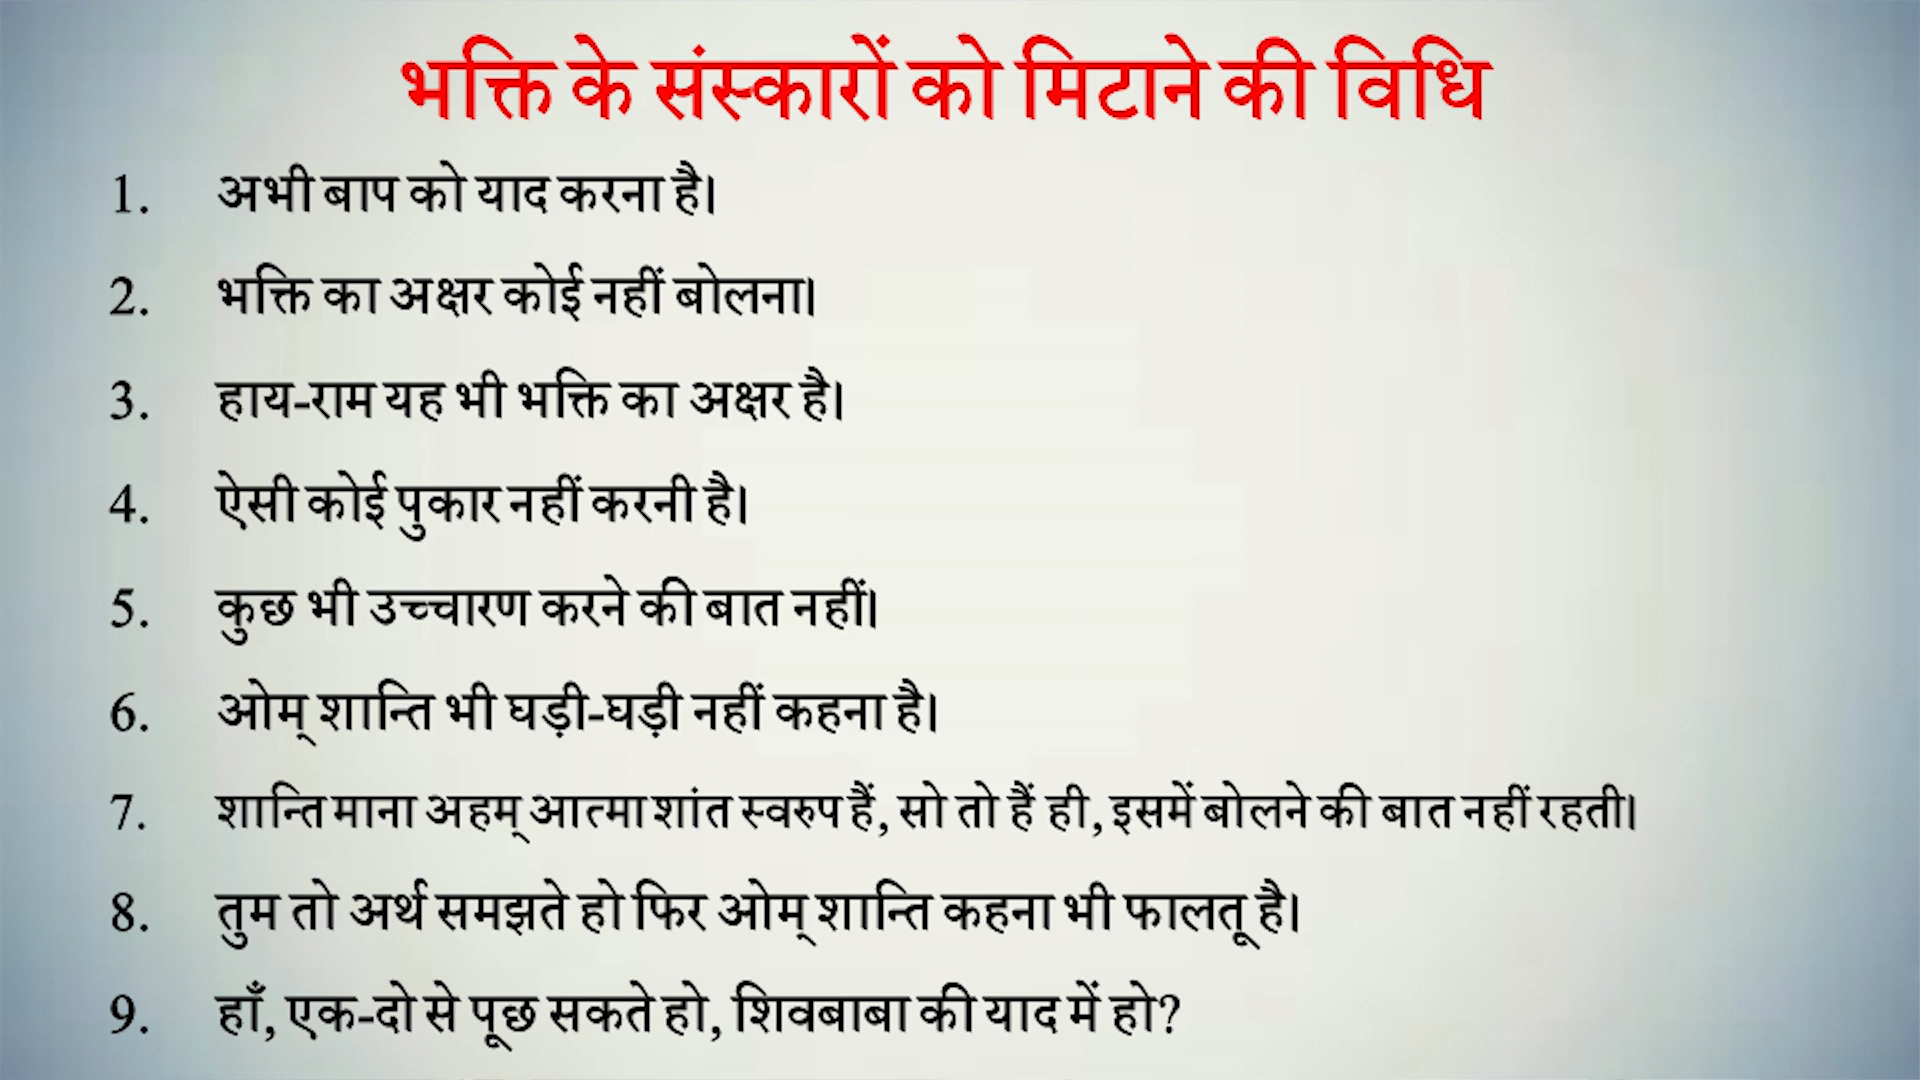 भक्ति के संस्कारों को मिटाने की विधि
1. अभी बाप को याद करना है।
2. भक्ति का अक्षर कोई नहीं बोलना।
3. हाय-राम यह भी भक्ति का अक्षर है।
4. ऐसी कोई पुकार नहीं करनी है।
5. कुछ भी उच्चारण करने की बात नहीं।
6. ओम् शान्ति भी घड़ी-घड़ी नहीं कहना है।
7. शान्ति माना अहम् आत्मा शांत स्वरुप हैं, सो तो हैं ही, इसमें बोलने की बात नहीं रहती।
8. तुम तो अर्थ समझते हो फिर ओम् शान्ति कहना भी फालतू है।
9. हाँ, एक-दो से पूछ सकते हो, शिवबाबा की याद में हो?